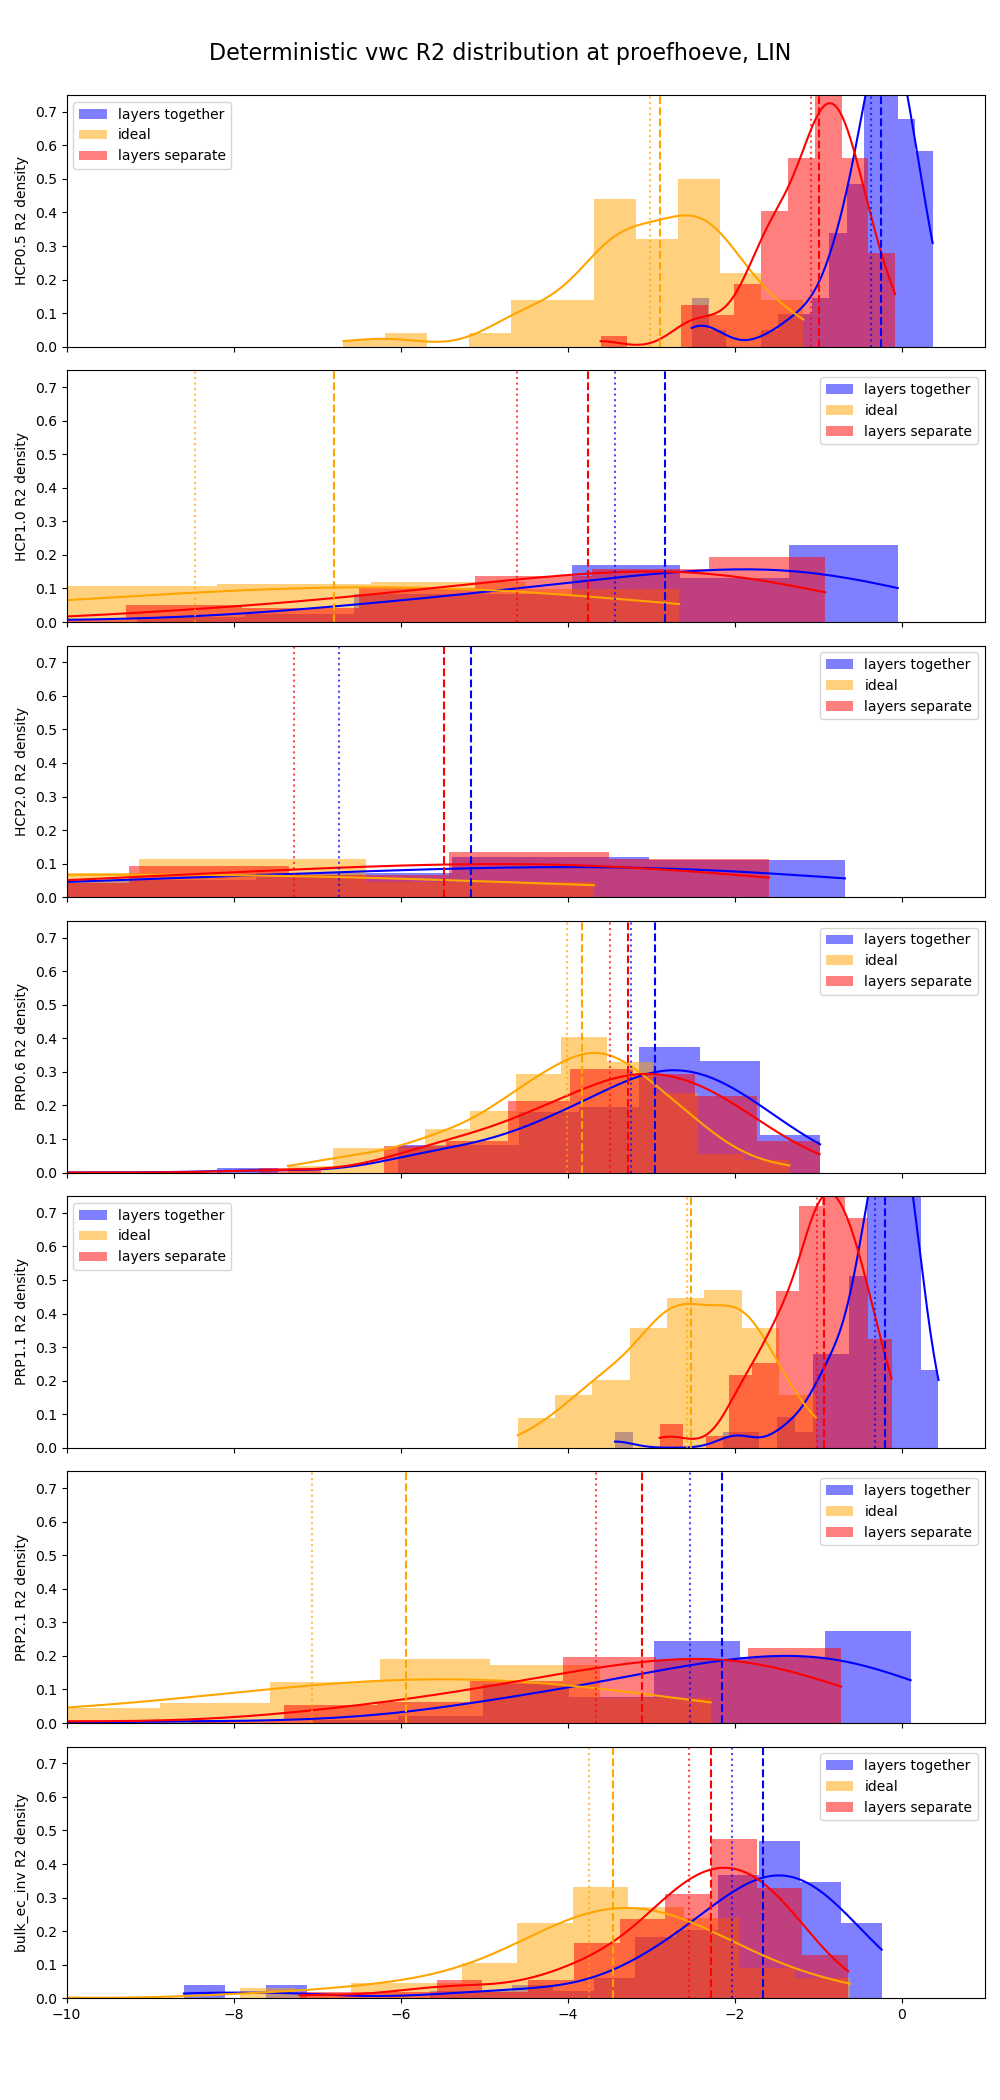 Deterministic vwc R2 distribution at proefhoeve, LIN
HCP0.5 R2 density
0.7
0.6
0.5
0.4
0.3
0.2
0.1
0.0
layers together
ideal
layers separate
HCP1.0 R2 density
0.7
0.6
0.5
0.4
0.3
0.2
0.1
0.0
layers together
ideal
layers separate
HCP2.0 R2 density
0.7
0.6
0.5
0.4
0.3
0.2
0.1
0.0
layers together
ideal
layers separate
PRP0.6 R2 density
0.7
0.6
0.5
0.4
0.3
0.2
0.1
0.0
layers together
ideal
layers separate
PRP1.1 R2 density
0.7
0.6
0.5
0.4
0.3
0.2
0.1
0.0
layers together
ideal
layers separate
PRP2.1 R2 density
0.7
0.6
0.5
0.4
0.3
0.2
0.1
0.0
layers together
ideal
layers separate
bulk_ec_inv R2 density
0.7
0.6
0.5
0.4
0.3
0.2
0.1
0.0
layers together
ideal
layers separate
−10 −8 −6 −4 −2 0